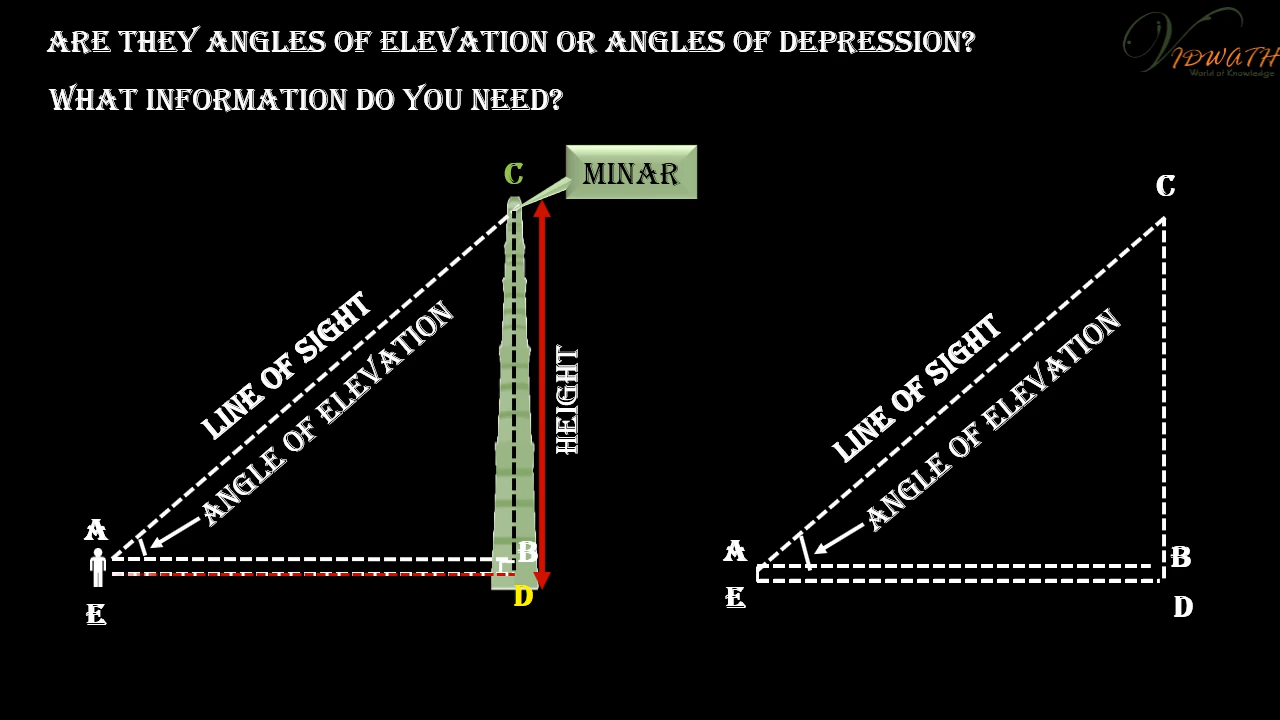 ARE THEY ANGLES OF ELEVATION OR ANGLES OF DEPRESSION?
WHAT INFORMATION DO YOU NEED?
VIDWATH
World of Knowledge.
C
MINAR
LINE OF SIGHT
ANGLE OF ELEVATION
HEIGHT
A
B
E
D
C
LINE OF SIGHT
ANGLE OF ELEVATION
A
B
E
D